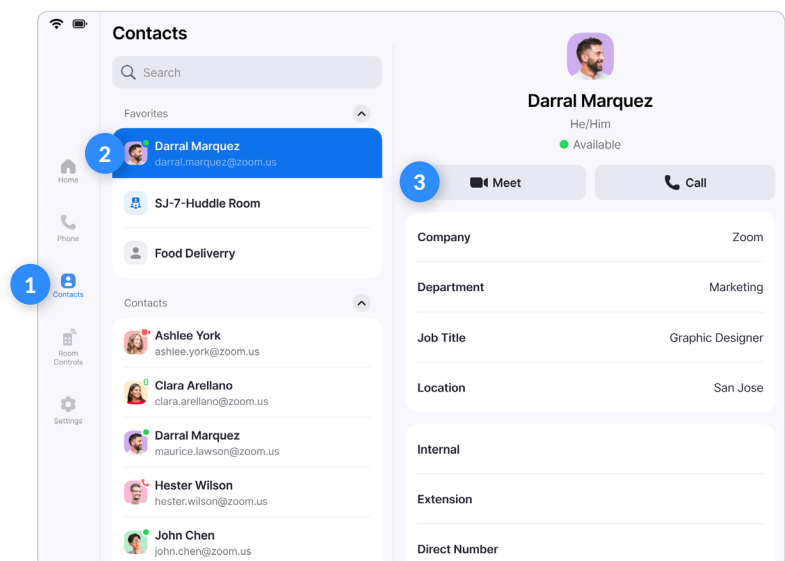 Contacts
Search
Favorites
2
Darral Marquez
darral.marquez@zoom.us
SJ-7-Huddle Room
Food Deliverry
Contacts
Ashlee York
ashlee.york@zoom.us
Clara Arellano
clara.arellano@zoom.us
Darral Marquez
maurice.lawson@zoom.us
Hester Wilson
hester.wilson@zoom.us
John Chen
john.chen@zoom.us
Home
Phone
1
Contacts
Room
Controls
Settings
Darral Marquez
He/Him
Available
3
Meet
Call
Company Zoom
Department Marketing
Job Title Graphic Designer
Location San Jose
Internal
Extension
Direct Number